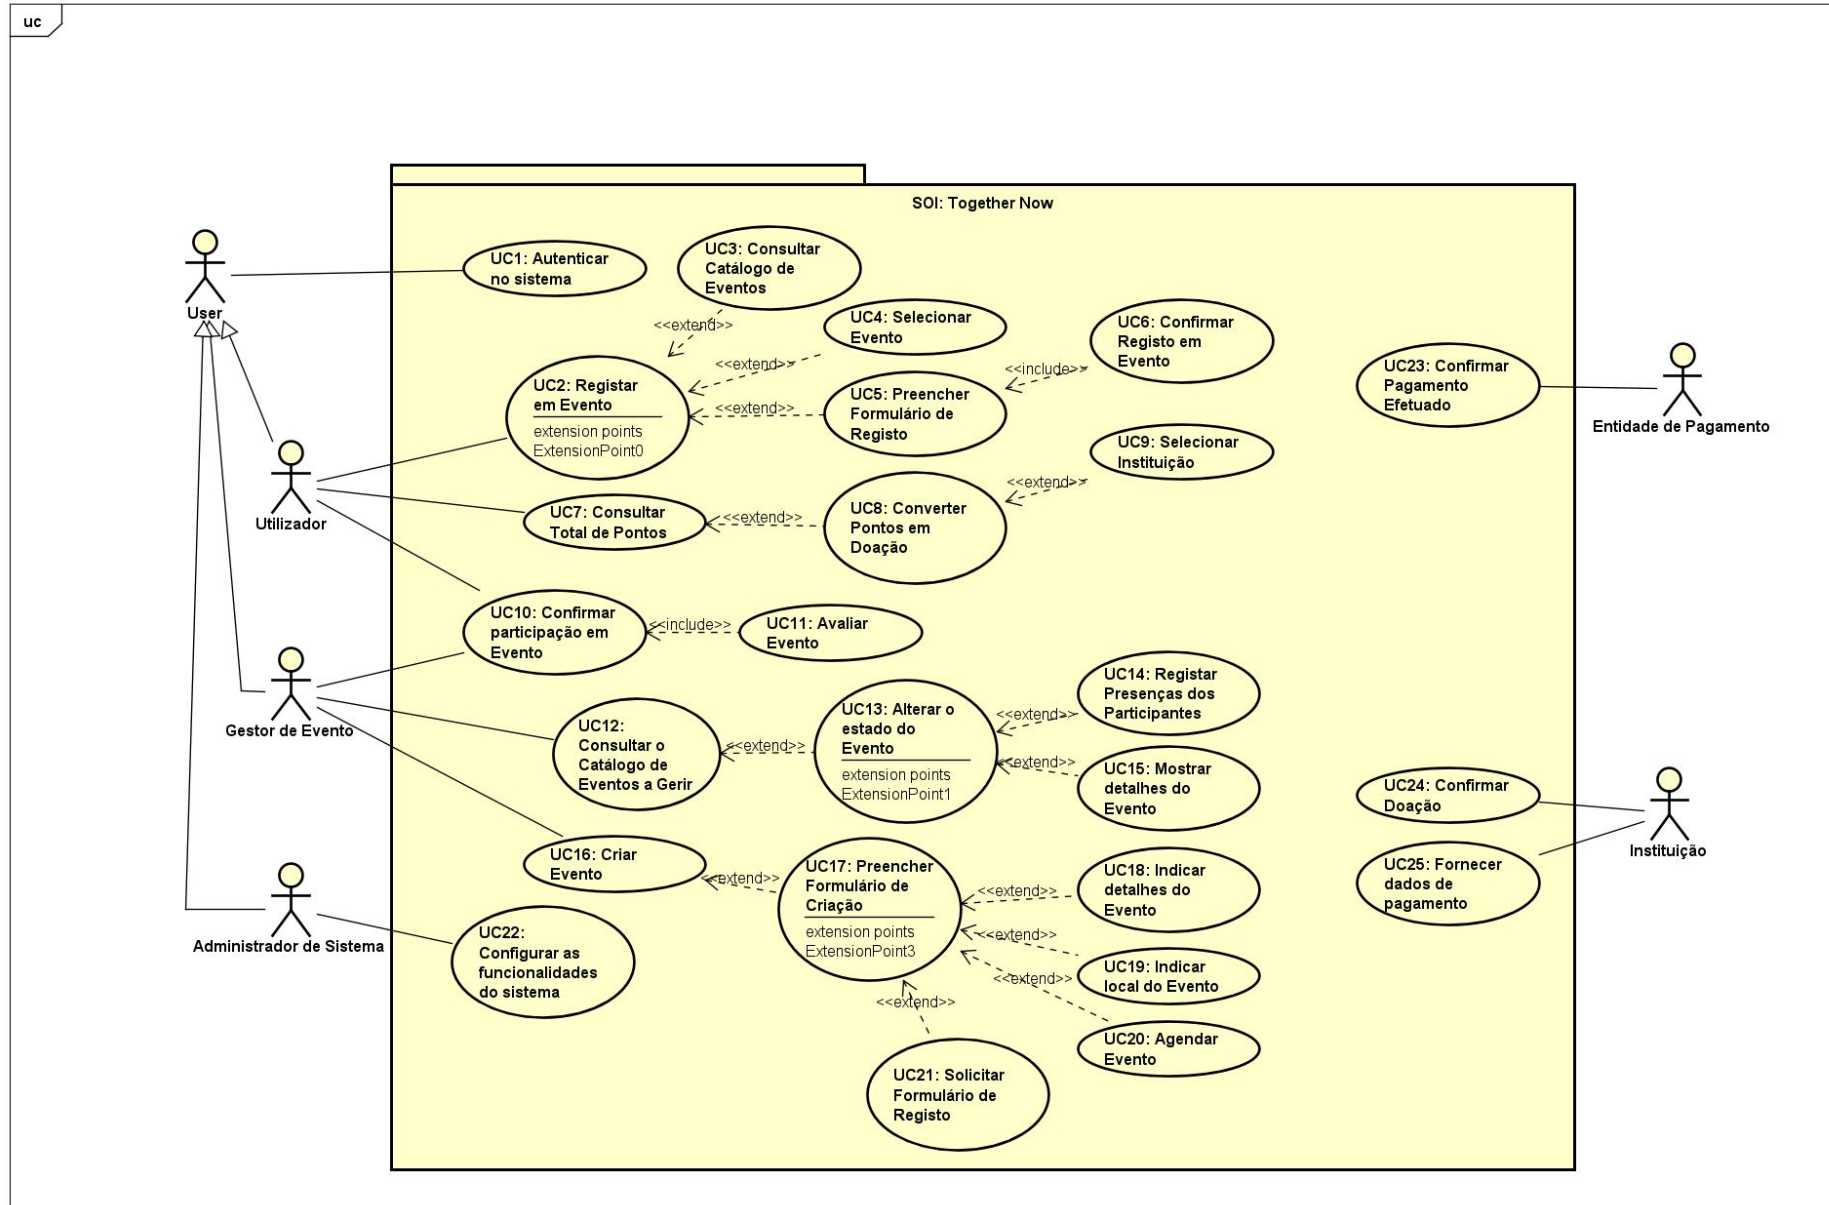 uc
SOI: Together Now
User
UC1: Autenticar
no sistema
UC3: Consultar
Catálogo de
Eventos
<<extend>>
UC4: Selecionar
Evento
<<extend>>
UC6: Confirmar
Registo em
Evento
<<include>>
UC2: Registar
em Evento
extension points
ExtensionPoint0
UC5: Preencher
Formulário de
Registo
<<extend>>
UC23: Confirmar
Pagamento
Efetuado
Entidade de Pagamento
UC9: Selecionar
Instituição
<<extend>>
Utilizador
UC7: Consultar
Total de Pontos
<<extend>>
UC8: Converter
Pontos em
Doação
UC10: Confirmar
participação em
Evento
<<include>>
UC11: Avaliar
Evento
Gestor de Evento
UC12:
Consultar o
Catálogo de
Eventos a Gerir
<<extend>>
UC13: Alterar o
estado do
Evento
extension points
ExtensionPoint1
<<extend>>
UC14: Registar
Presenças dos
Participantes
<<extend>>
UC15: Mostrar
detalhes do
Evento
UC24: Confirmar
Doação
Instituição
UC25: Fornecer
dados de
pagamento
UC16: Criar
Evento
<<extend>>
UC17: Preencher
Formulário de
Criação
extension points
ExtensionPoint3
<<extend>>
UC18: Indicar
detalhes do
Evento
<<extend>>
UC19: Indicar
local do Evento
<<extend>>
UC20: Agendar
Evento
<<extend>>
UC21: Solicitar
Formulário de
Registo
Administrador de Sistema
UC22:
Configurar as
funcionalidades
do sistema